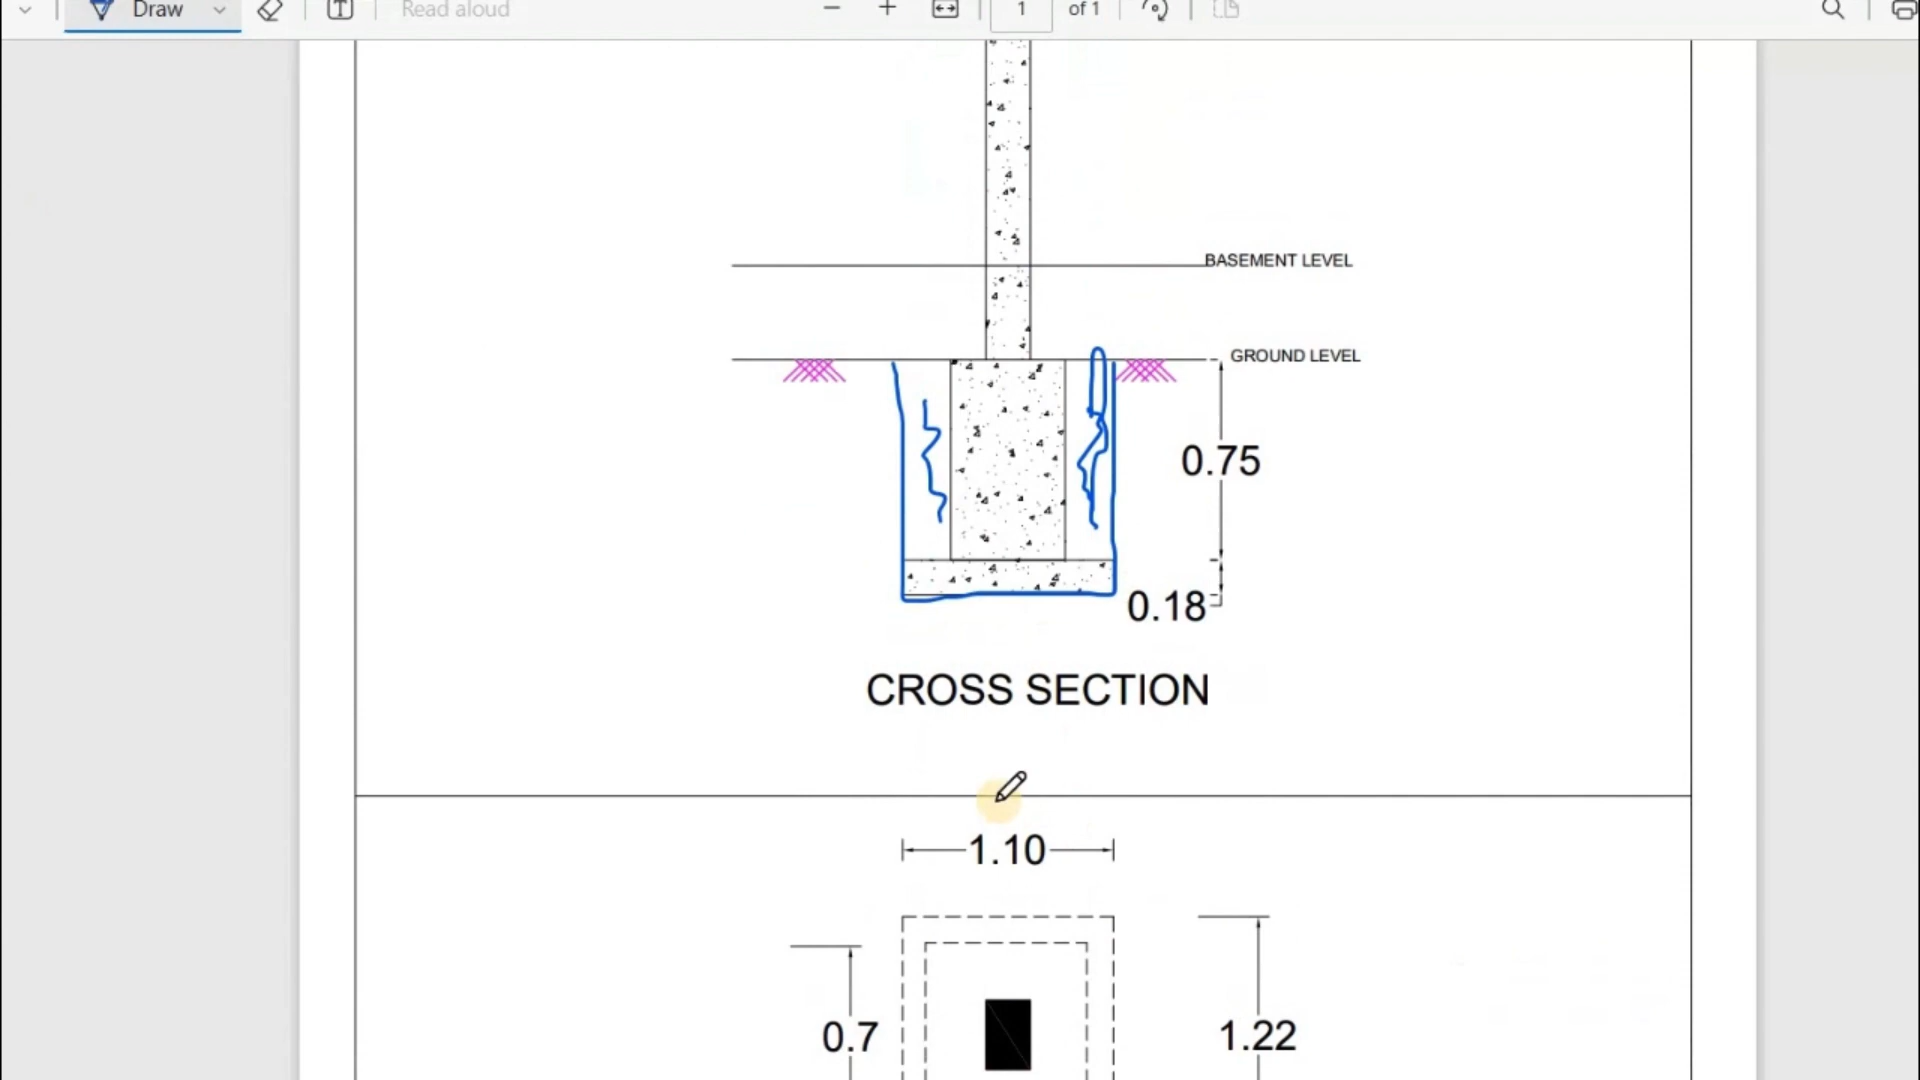 Draw
Read aloud
1 of 1
BASEMENT LEVEL
GROUND LEVEL
0.75
0.18
CROSS SECTION
1.10
0.7
1.22